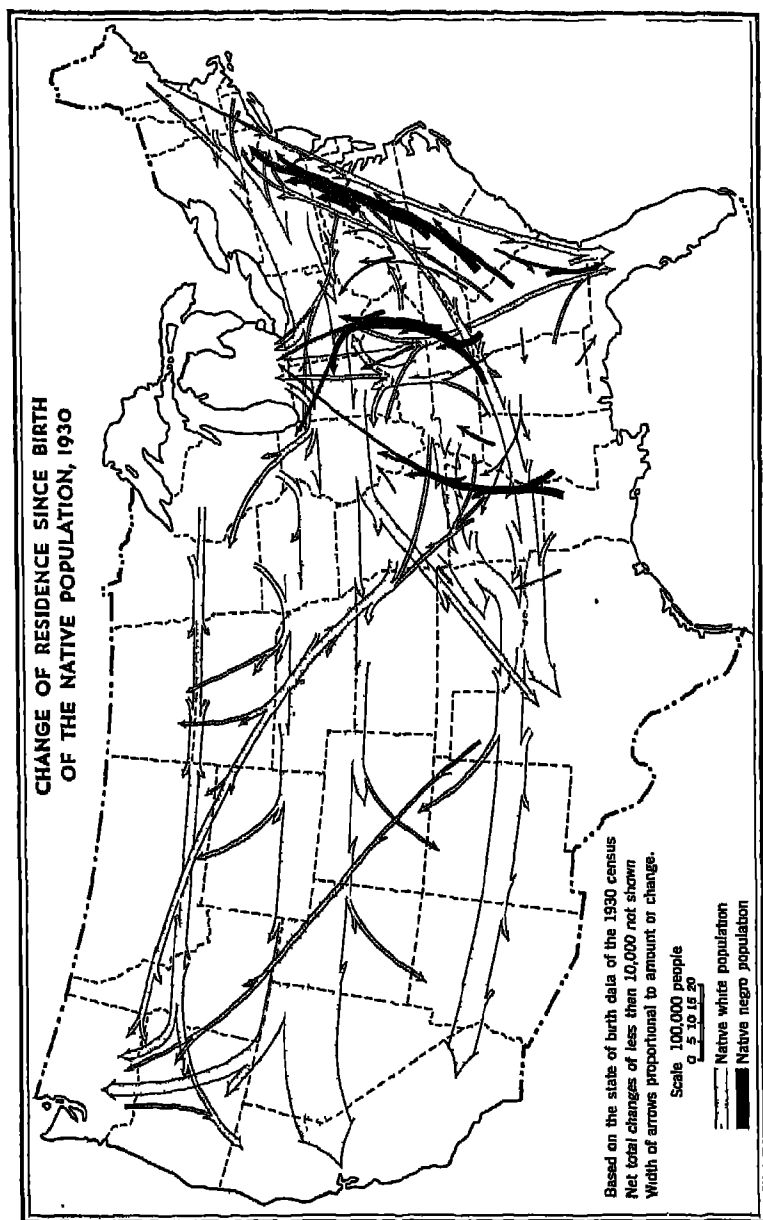 CHANGE OF RESIDENCE SINCE BIRTH
OF THE NATIVE POPULATION, 1930
Based on the state of birth data of the 1930 census
Net total changes of less than 10,000 not shown
Width of arrows proportional to amount or change.
Scale 100,000 people
0 5 10 15 20
Native white population
Native negro population